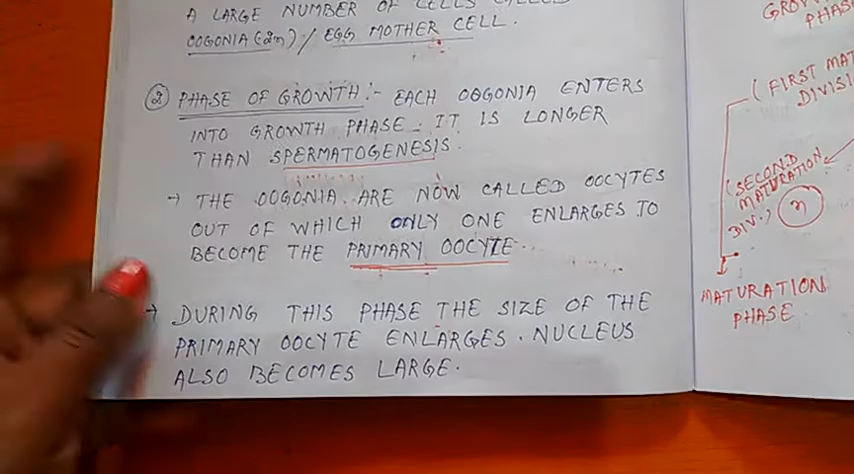 A LARGE NUMBER OF CELLS CALLED
OOGONIA (2n) / EGG MOTHER CELL.
② PHASE OF GROWTH :- EACH OOGONIA ENTERS
INTO GROWTH PHASE. IT IS LONGER
THAN SPERMATOGENESIS.
→ THE OOGONIA ARE NOW CALLED OOCYTES
OUT OF WHICH ONLY ONE ENLARGES TO
BECOME THE PRIMARY OOCYTE.
→ DURING THIS PHASE THE SIZE OF THE
PRIMARY OOCYTE ENLARGES. NUCLEUS
ALSO BECOMES LARGE.
PHASE
(FIRST
(SECOND
MATURATION
DIV.)
n
MATURATION
PHASE